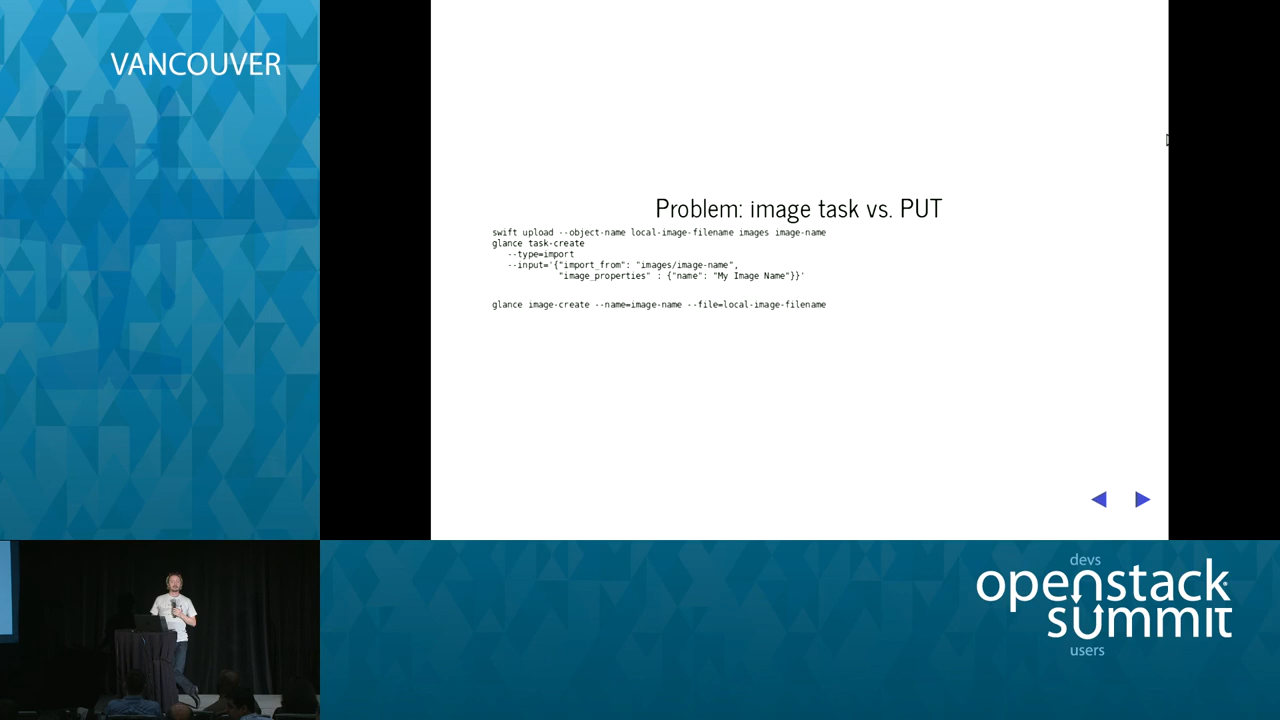 VANCOUVER
Problem: image task vs. PUT
swift upload --object-name local-image-filename images image-name
glance task-create
--type=import
--input='{"import_from": "images/image-name",
"image_properties" : {"name": "My Image Name"}}'
glance image-create --name=image-name --file=local-image-filename
devs
openstack
summit
users